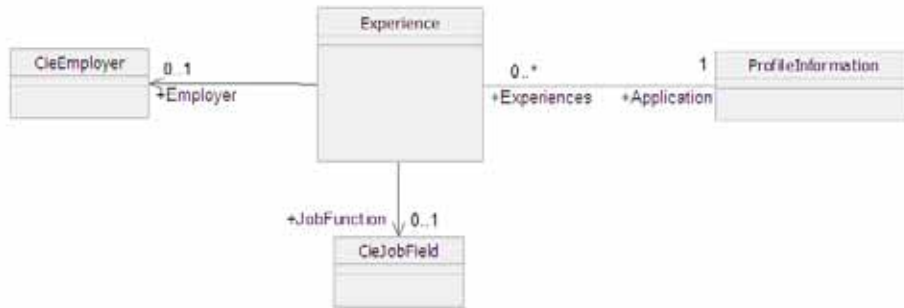 Experience
CieEmployer
0..1
+Employer
0..*
+Experiences
1
+Application
ProfileInformation
+JobFunction
0..1
CieJobField